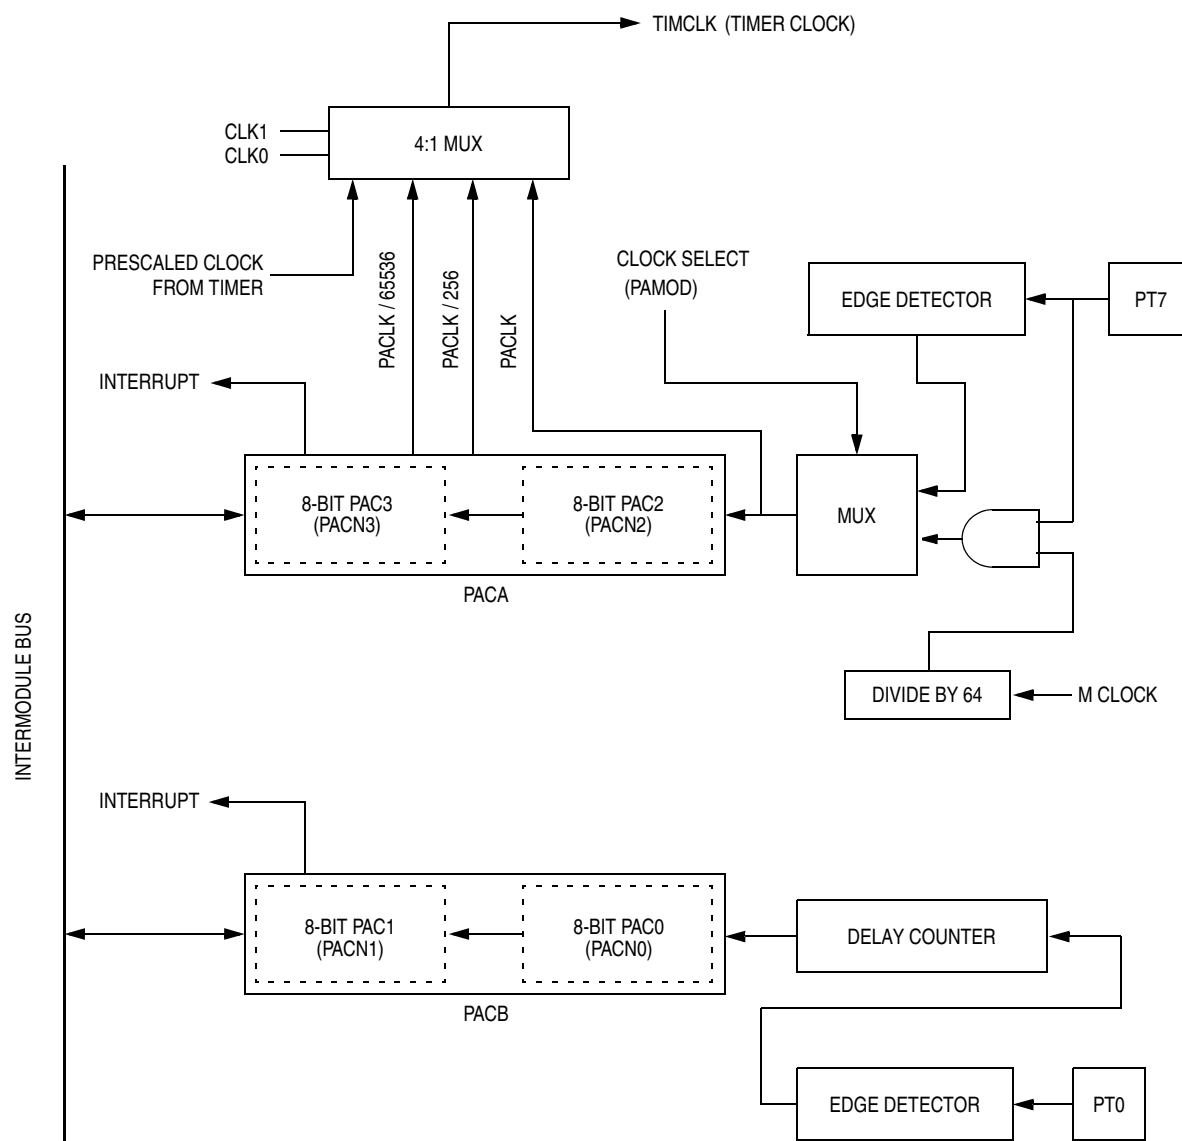 TIMCLK (TIMER CLOCK)
CLK1
CLK0
4:1 MUX
PRESCALED CLOCK
FROM TIMER
PACLK / 65536
PACLK / 256
PACLK
CLOCK SELECT
(PAMOD)
EDGE DETECTOR
PT7
INTERRUPT
8-BIT PAC3
(PACN3)
8-BIT PAC2
(PACN2)
MUX
PACA
INTERMODULE BUS
DIVIDE BY 64
M CLOCK
INTERRUPT
8-BIT PAC1
(PACN1)
8-BIT PAC0
(PACN0)
DELAY COUNTER
PACB
EDGE DETECTOR
PT0